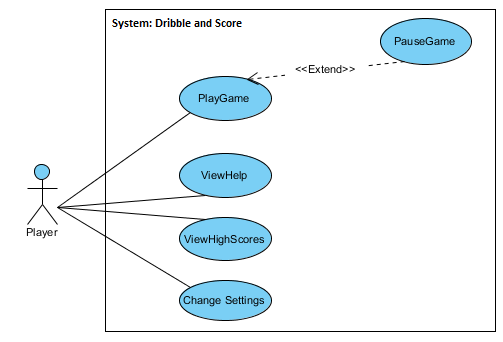 System: Dribble and Score
PauseGame
<<Extend>>
PlayGame
ViewHelp
Player
ViewHighScores
Change Settings